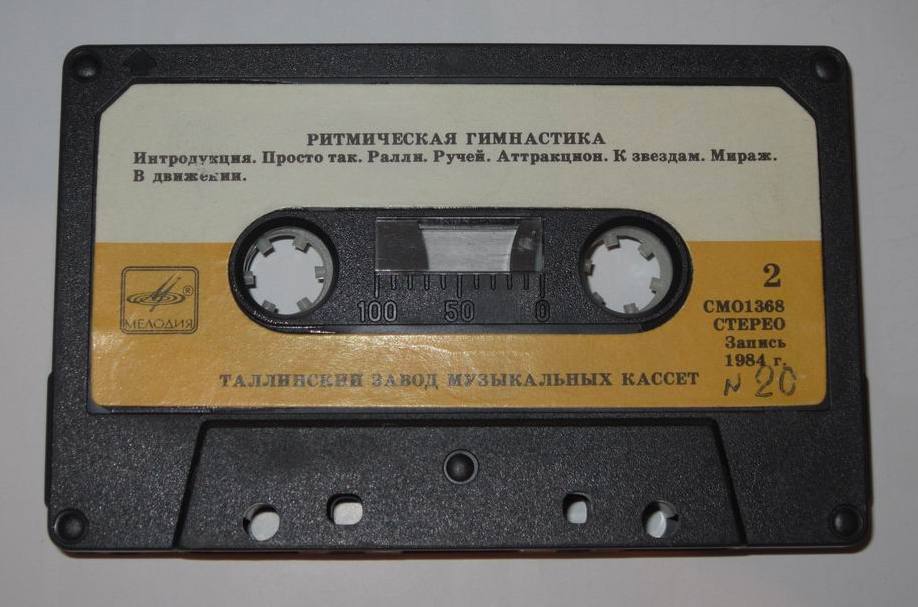 РИТМИЧЕСКАЯ ГИМНАСТИКА
Интродукция. Просто так. Ралли. Ручей. Аттракцион. К звездам. Мираж.
В движении.
100 50 0
2
СМО1368
СТЕРЕО
Запись
1984 г.
N 20
®
МЕЛОДИЯ
ТАЛЛИНСКИЙ ЗАВОД МУЗЫКАЛЬНЫХ КАССЕТ